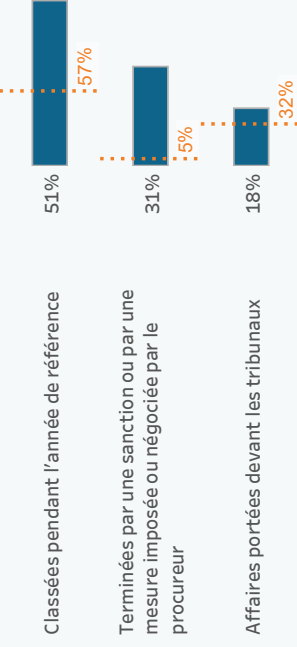 Classées pendant l’année de référence
51%
57%
Terminées par une sanction ou par une
mesure imposée ou négociée par le
procureur
31%
5%
Affaires portées devant les tribunaux
18%
32%